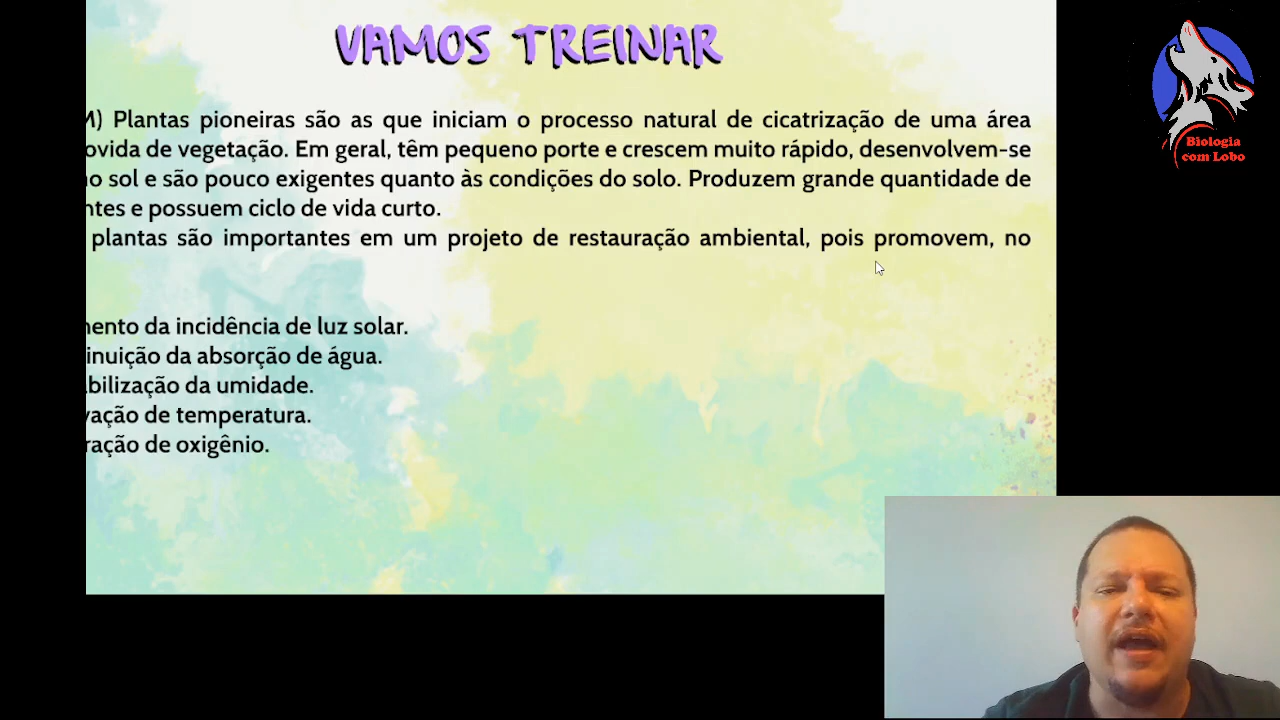 VAMOS TREINAR
M) Plantas pioneiras são as que iniciam o processo natural de cicatrização de uma área
ovida de vegetação. Em geral, têm pequeno porte e crescem muito rápido, desenvolvem-se
no sol e são pouco exigentes quanto às condições do solo. Produzem grande quantidade de
ntes e possuem ciclo de vida curto.
plantas são importantes em um projeto de restauração ambiental, pois promovem, no
mento da incidência de luz solar.
inuição da absorção de água.
abilização da umidade.
vação de temperatura.
ração de oxigênio.
Biologia
com Lobo